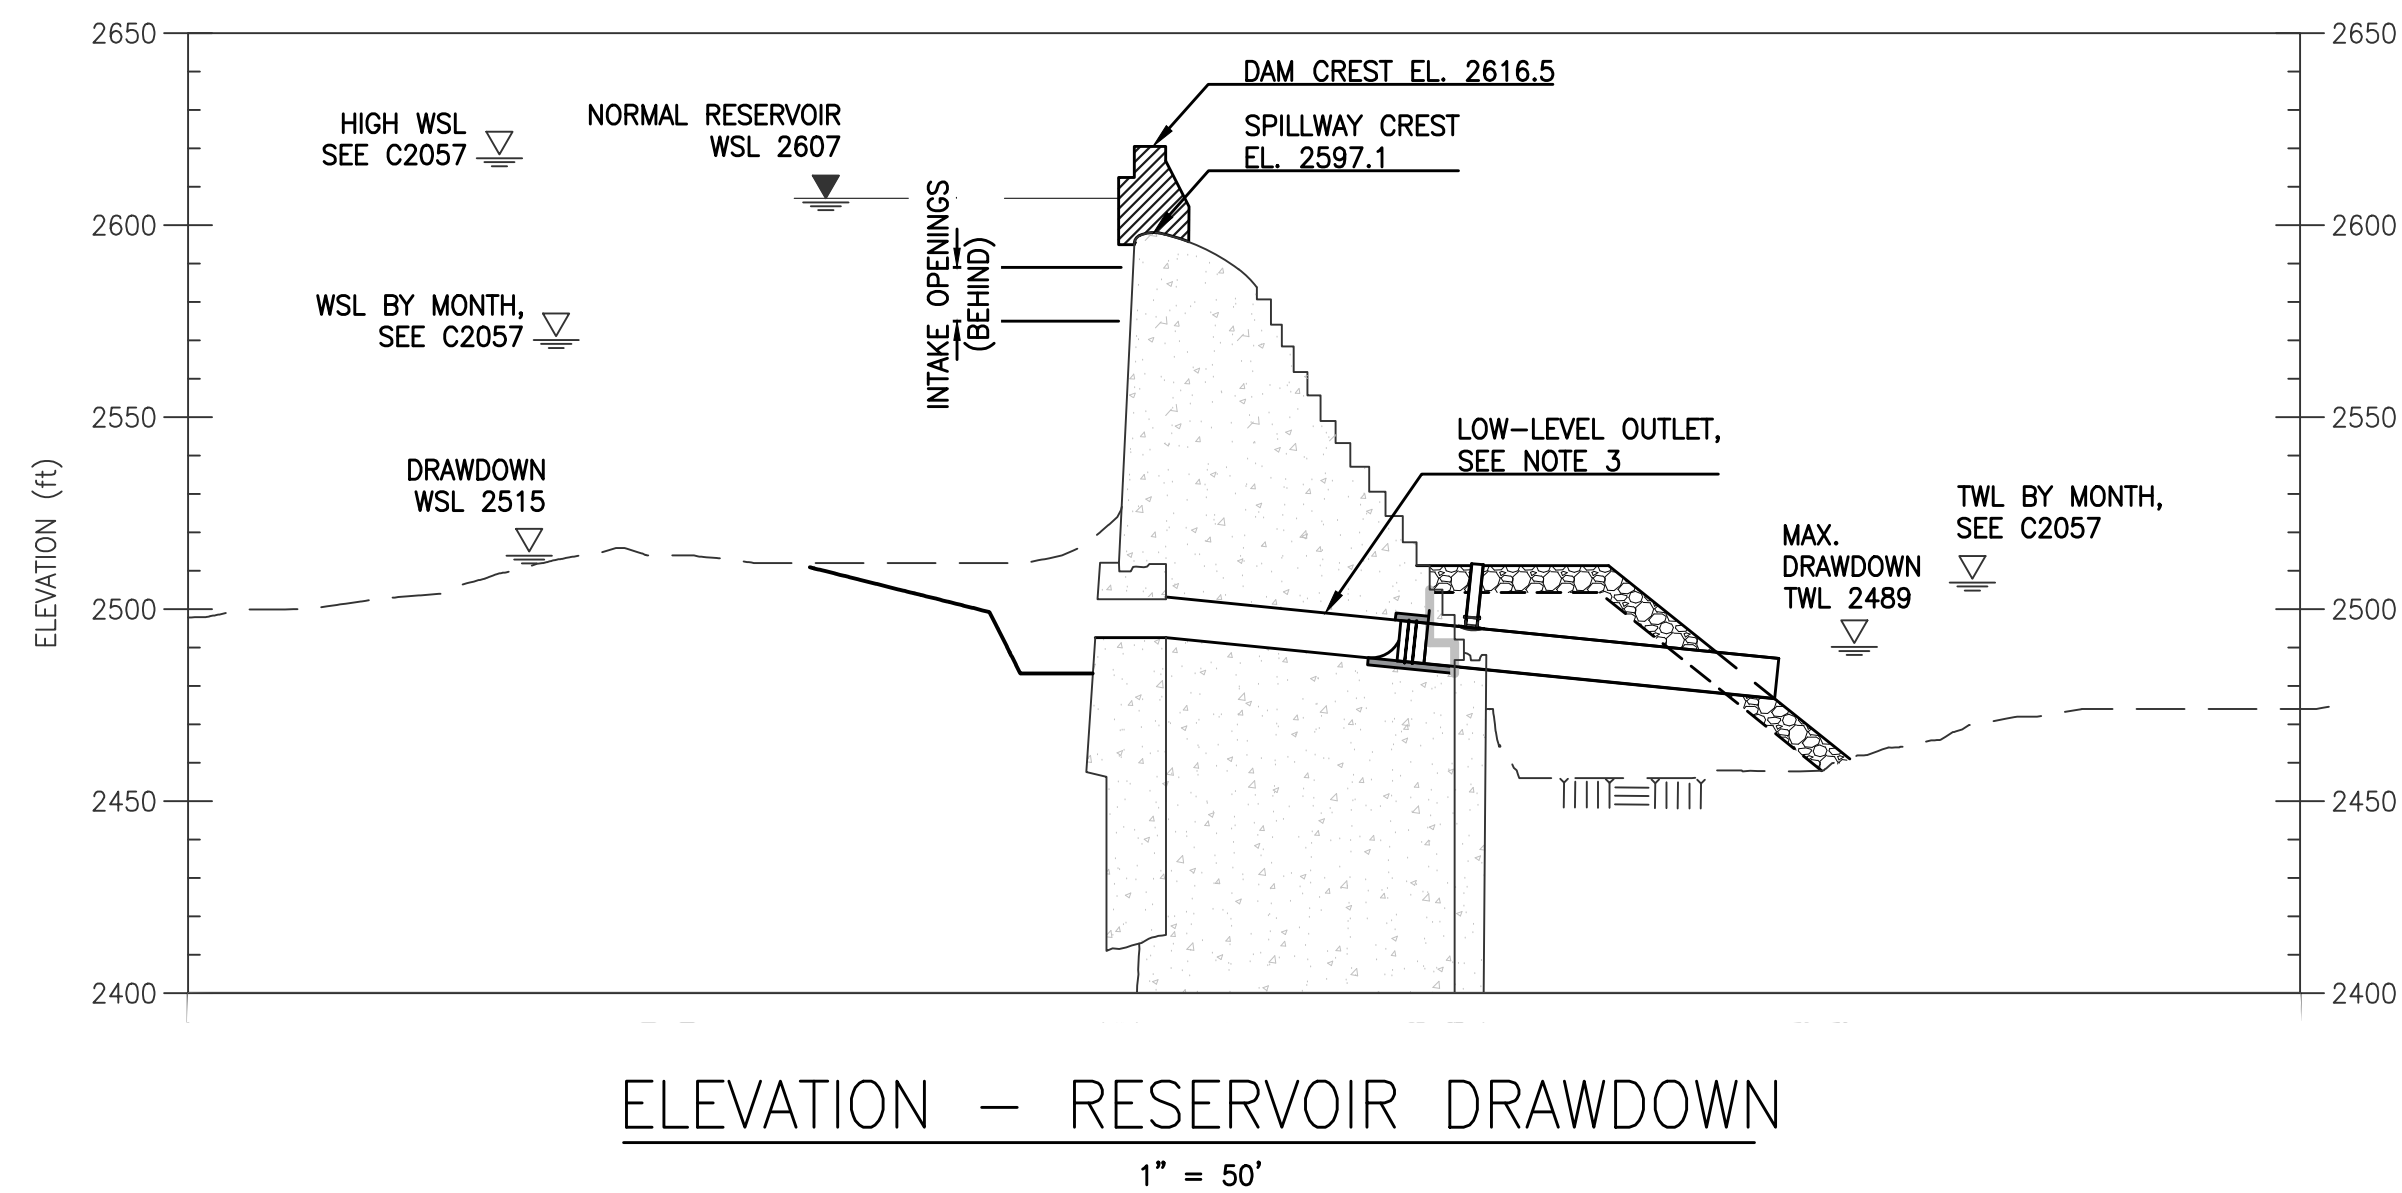 2650
2600
2550
2500
2450
2400
ELEVATION (ft)
HIGH WSL
SEE C2057
NORMAL RESERVOIR
WSL 2607
DAM CREST EL. 2616.5
SPILLWAY CREST
EL. 2597.1
INTAKE OPENINGS
(BEHIND)
WSL BY MONTH,
SEE C2057
DRAWDOWN
WSL 2515
LOW-LEVEL OUTLET,
SEE NOTE 3
MAX.
DRAWDOWN
TWL 2489
TWL BY MONTH,
SEE C2057
2650
2600
2550
2500
2450
2400
ELEVATION - RESERVOIR DRAWDOWN
1" = 50'